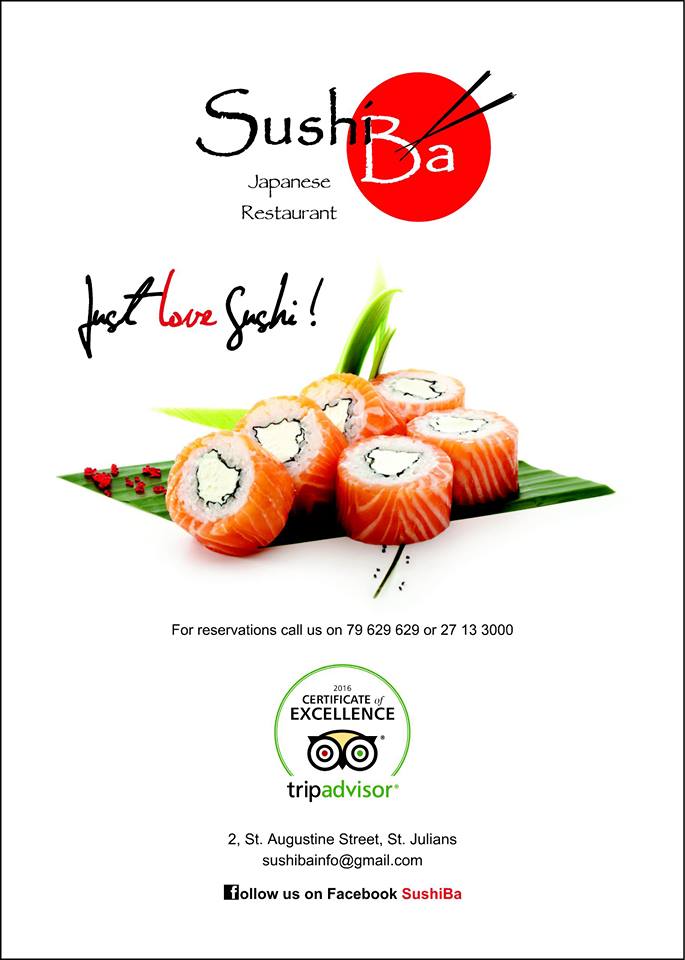 Sushi Ba
Japanese
Restaurant
Just love Sushi!
For reservations call us on 79 629 629 or 27 13 3000
2016
CERTIFICATE of
EXCELLENCE
®
tripadvisor®
2, St. Augustine Street, St. Julians
sushibainfo@gmail.com
follow us on Facebook SushiBa